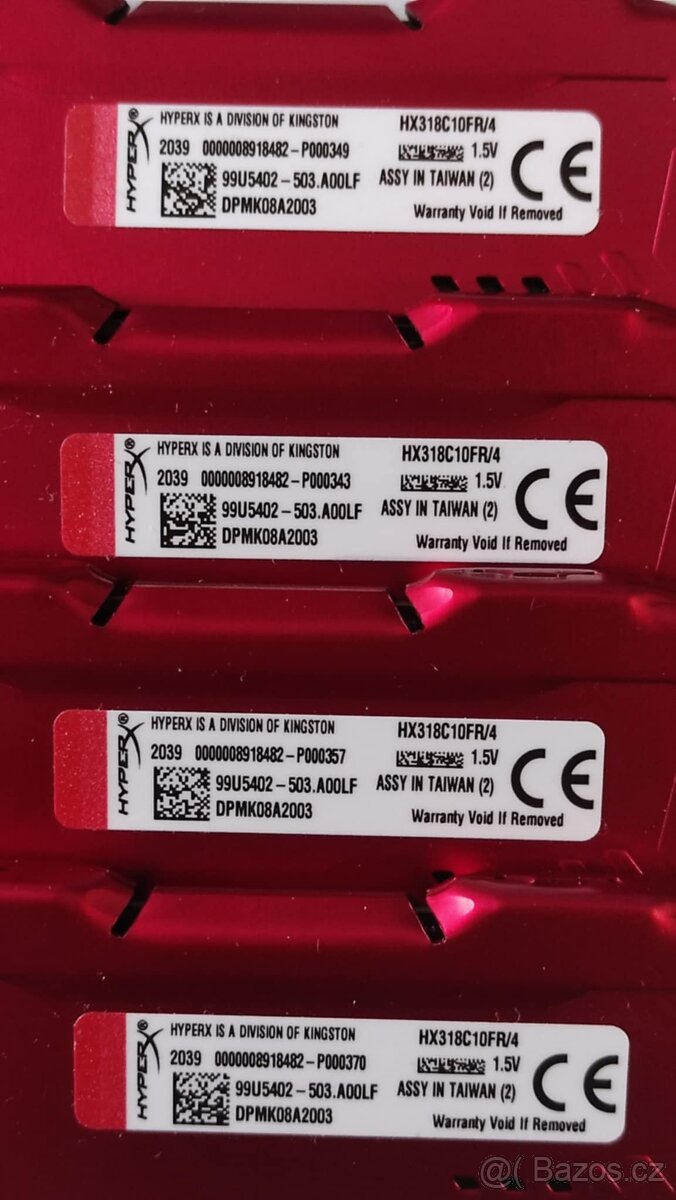 HYPERX IS A DIVISION OF KINGSTON HX318C10FR/4
HYPERX®
2039 0000008918482-P000349 1.5V
99U5402-503.A00LF ASSY IN TAIWAN (2)
DPMK08A2003 Warranty Void If Removed
CE
HYPERX IS A DIVISION OF KINGSTON HX318C10FR/4
HYPERX®
2039 0000008918482-P000343 1.5V
99U5402-503.A00LF ASSY IN TAIWAN (2)
DPMK08A2003 Warranty Void If Removed
CE
HYPERX IS A DIVISION OF KINGSTON HX318C10FR/4
HYPERX®
2039 0000008918482-P000357 1.5V
99U5402-503.A00LF ASSY IN TAIWAN (2)
DPMK08A2003 Warranty Void If Removed
CE
HYPERX IS A DIVISION OF KINGSTON HX318C10FR/4
HYPERX®
2039 0000008918482-P000370 1.5V
99U5402-503.A00LF ASSY IN TAIWAN (2)
DPMK08A2003 Warranty Void If Removed
CE
@( Bazos.cz